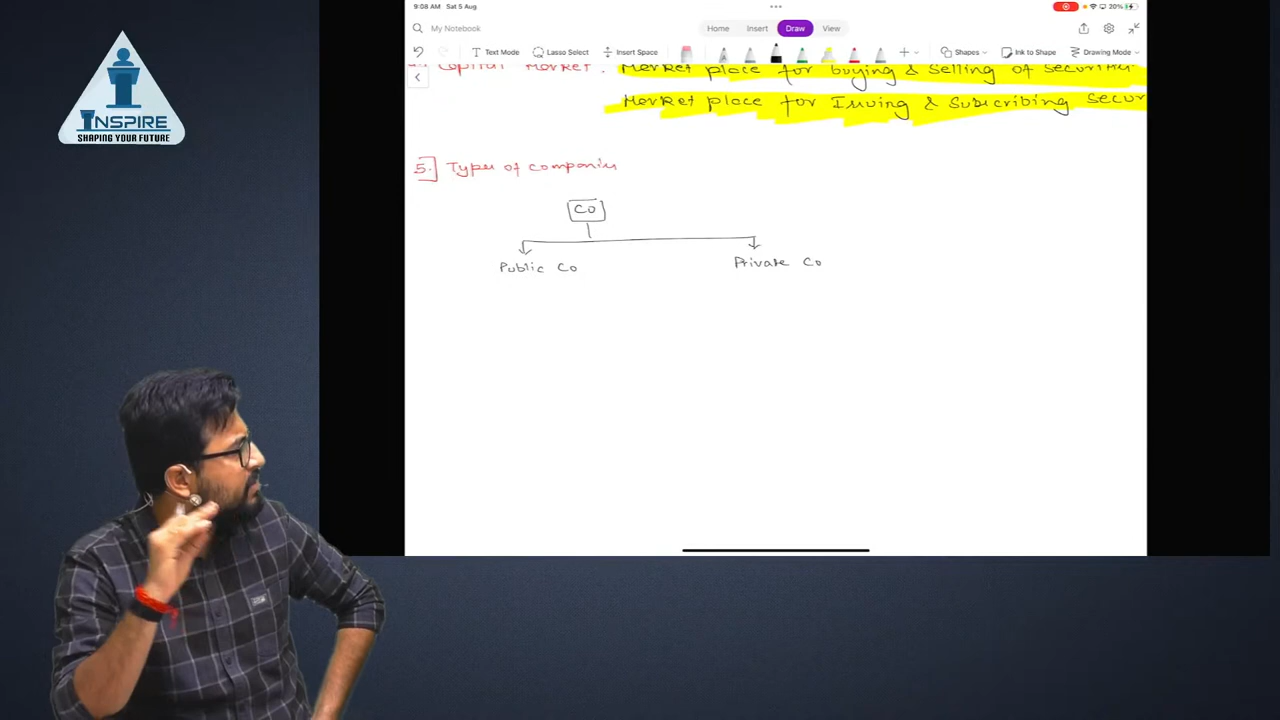 9:08 AM Sat 5 Aug
20%
My Notebook
Home Insert Draw View
Text Mode Lasso Select Insert Space Shapes Ink to Shape Drawing Mode
Capital Market : Market place for buying & Selling of Securities
Market place for Issuing & Subscribing Secur
INSPIRE
SHAPING YOUR FUTURE
5. Types of companies
CO
Public Co Private Co